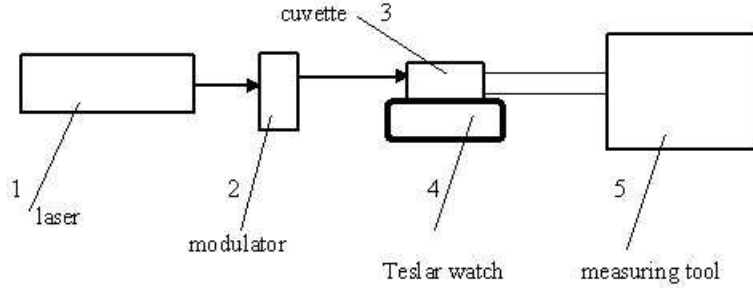 cuvette 3
1
2
4
5
laser
modulator
Teslar watch
measuring tool